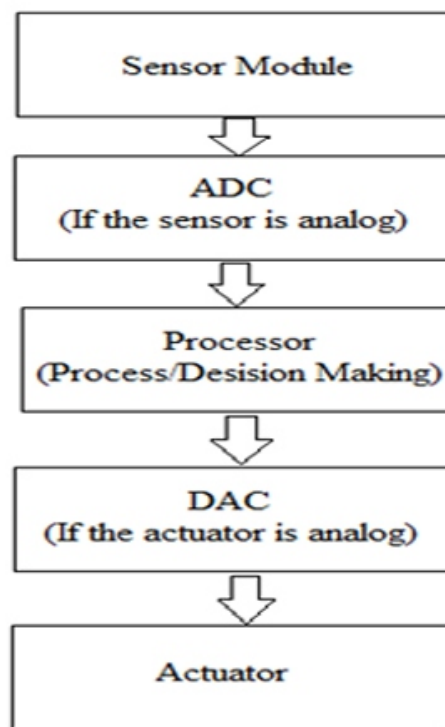 Sensor Module
ADC
(If the sensor is analog)
Processor
(Process/Desision Making)
DAC
(If the actuator is analog)
Actuator